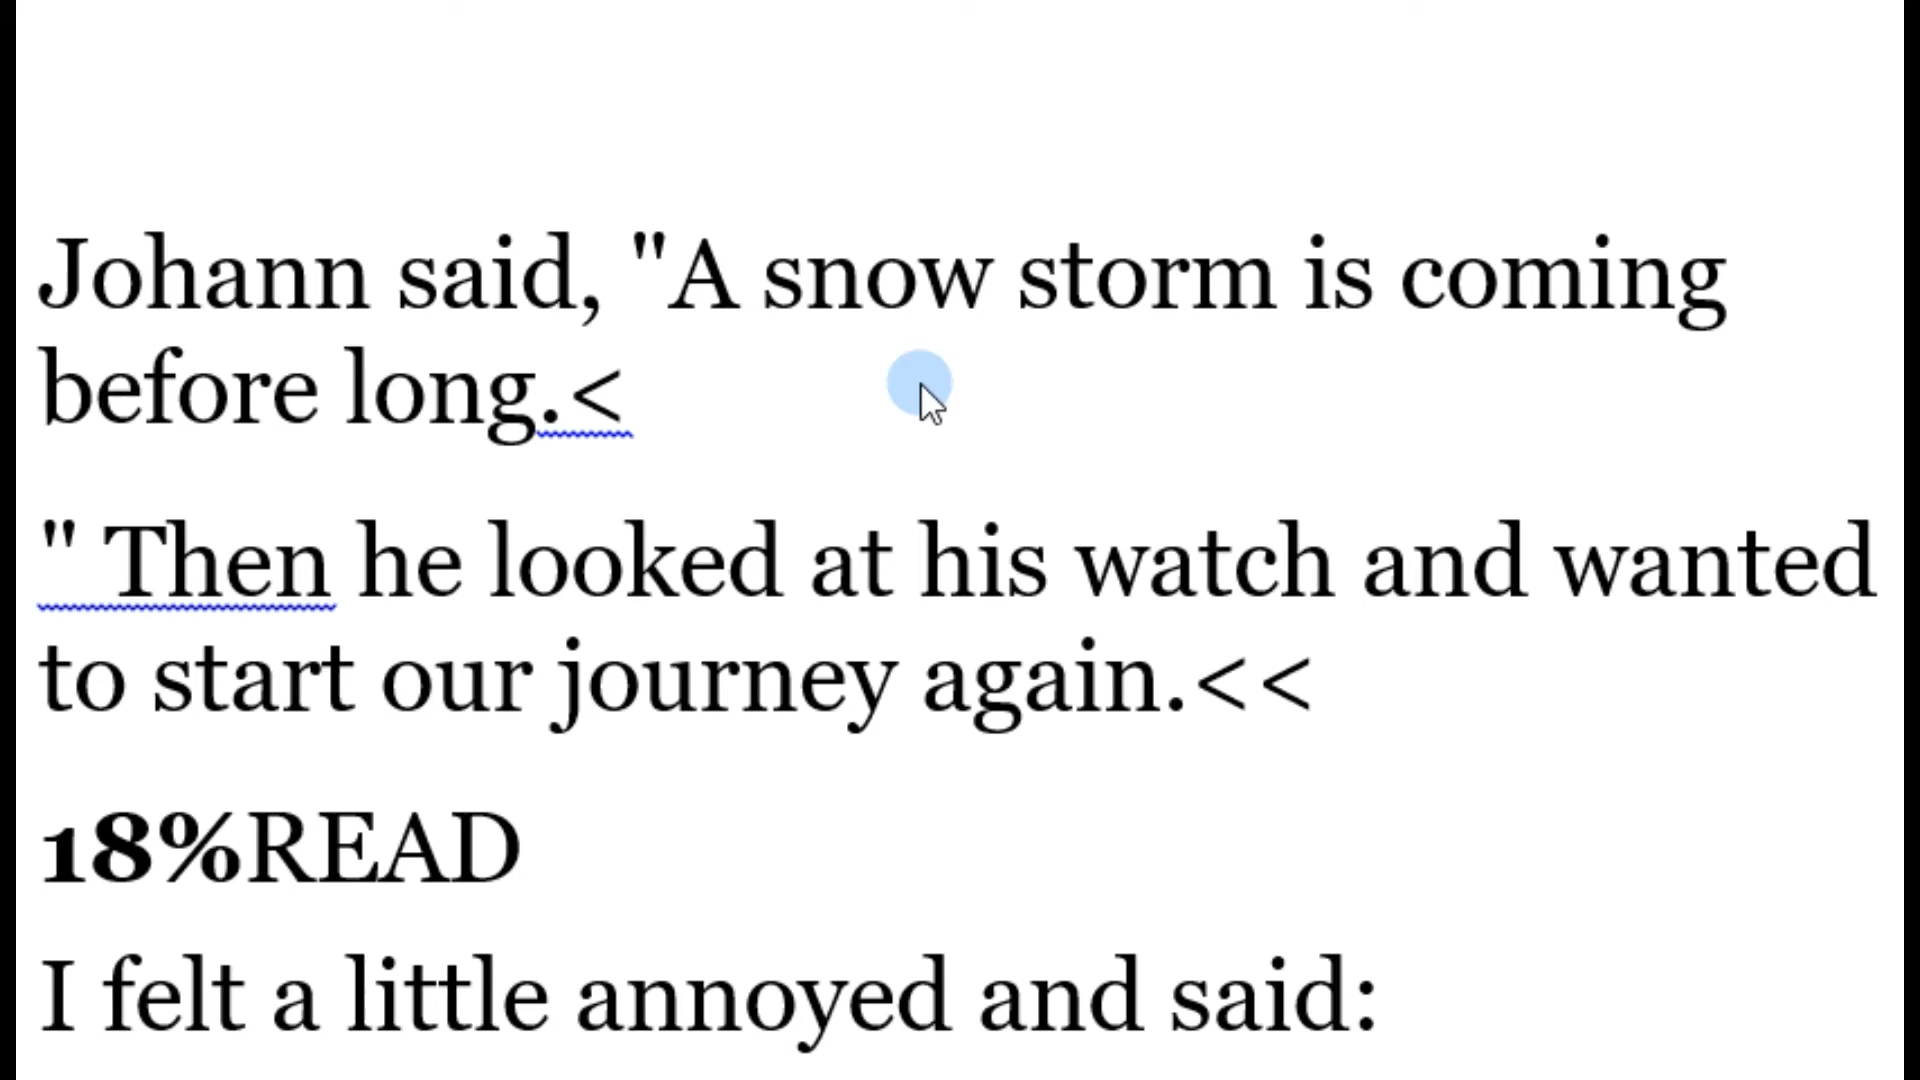 Johann said, "A snow storm is coming
before long.<
" Then he looked at his watch and wanted
to start our journey again.<<
18%READ
I felt a little annoyed and said: